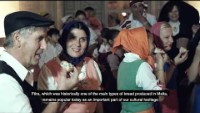 This, which was historically one of the main types of bread produced in Malta,
remains popular today as an important part of our cultural heritage